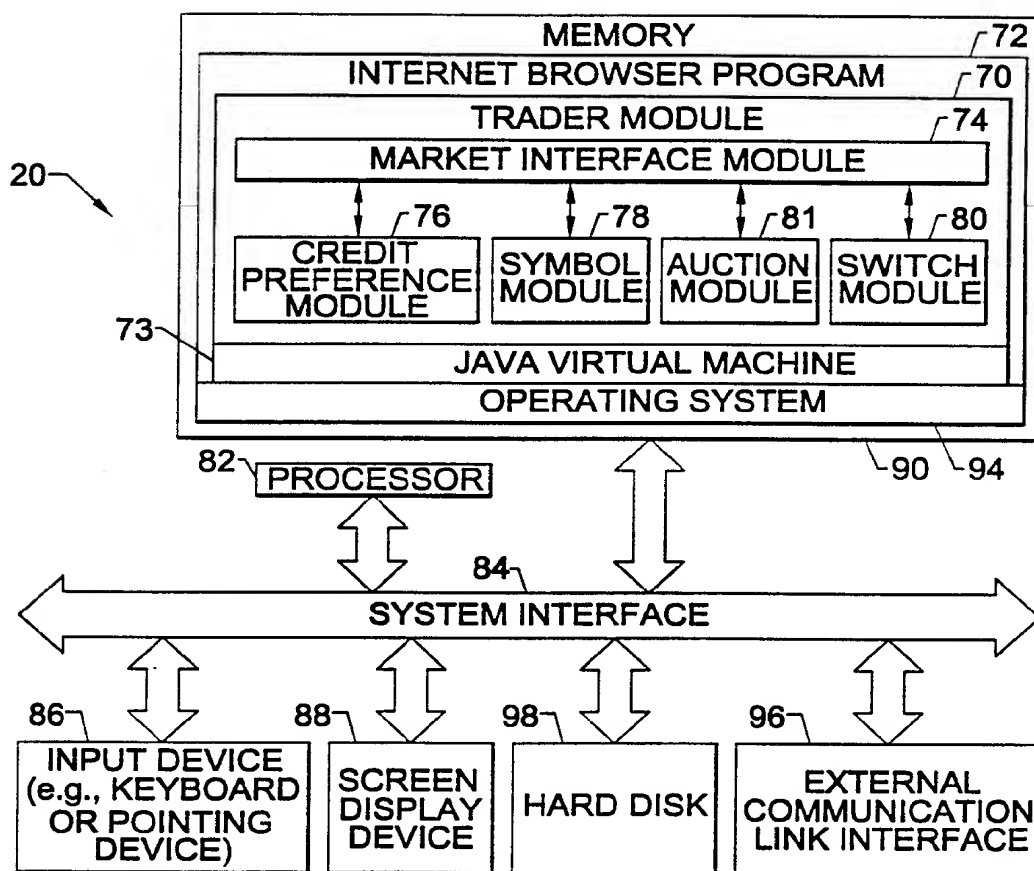 MEMORY
72
INTERNET BROWSER PROGRAM
70
TRADER MODULE
74
MARKET INTERFACE MODULE
20
76
78
81
80
CREDIT
PREFERENCE
MODULE
SYMBOL
MODULE
AUCTION
MODULE
SWITCH
MODULE
73
JAVA VIRTUAL MACHINE
OPERATING SYSTEM
82
PROCESSOR
90
94
84
SYSTEM INTERFACE
86
88
98
96
INPUT DEVICE
(e.g., KEYBOARD
OR POINTING
DEVICE)
SCREEN
DISPLAY
DEVICE
HARD DISK
EXTERNAL
COMMUNICATION
LINK INTERFACE